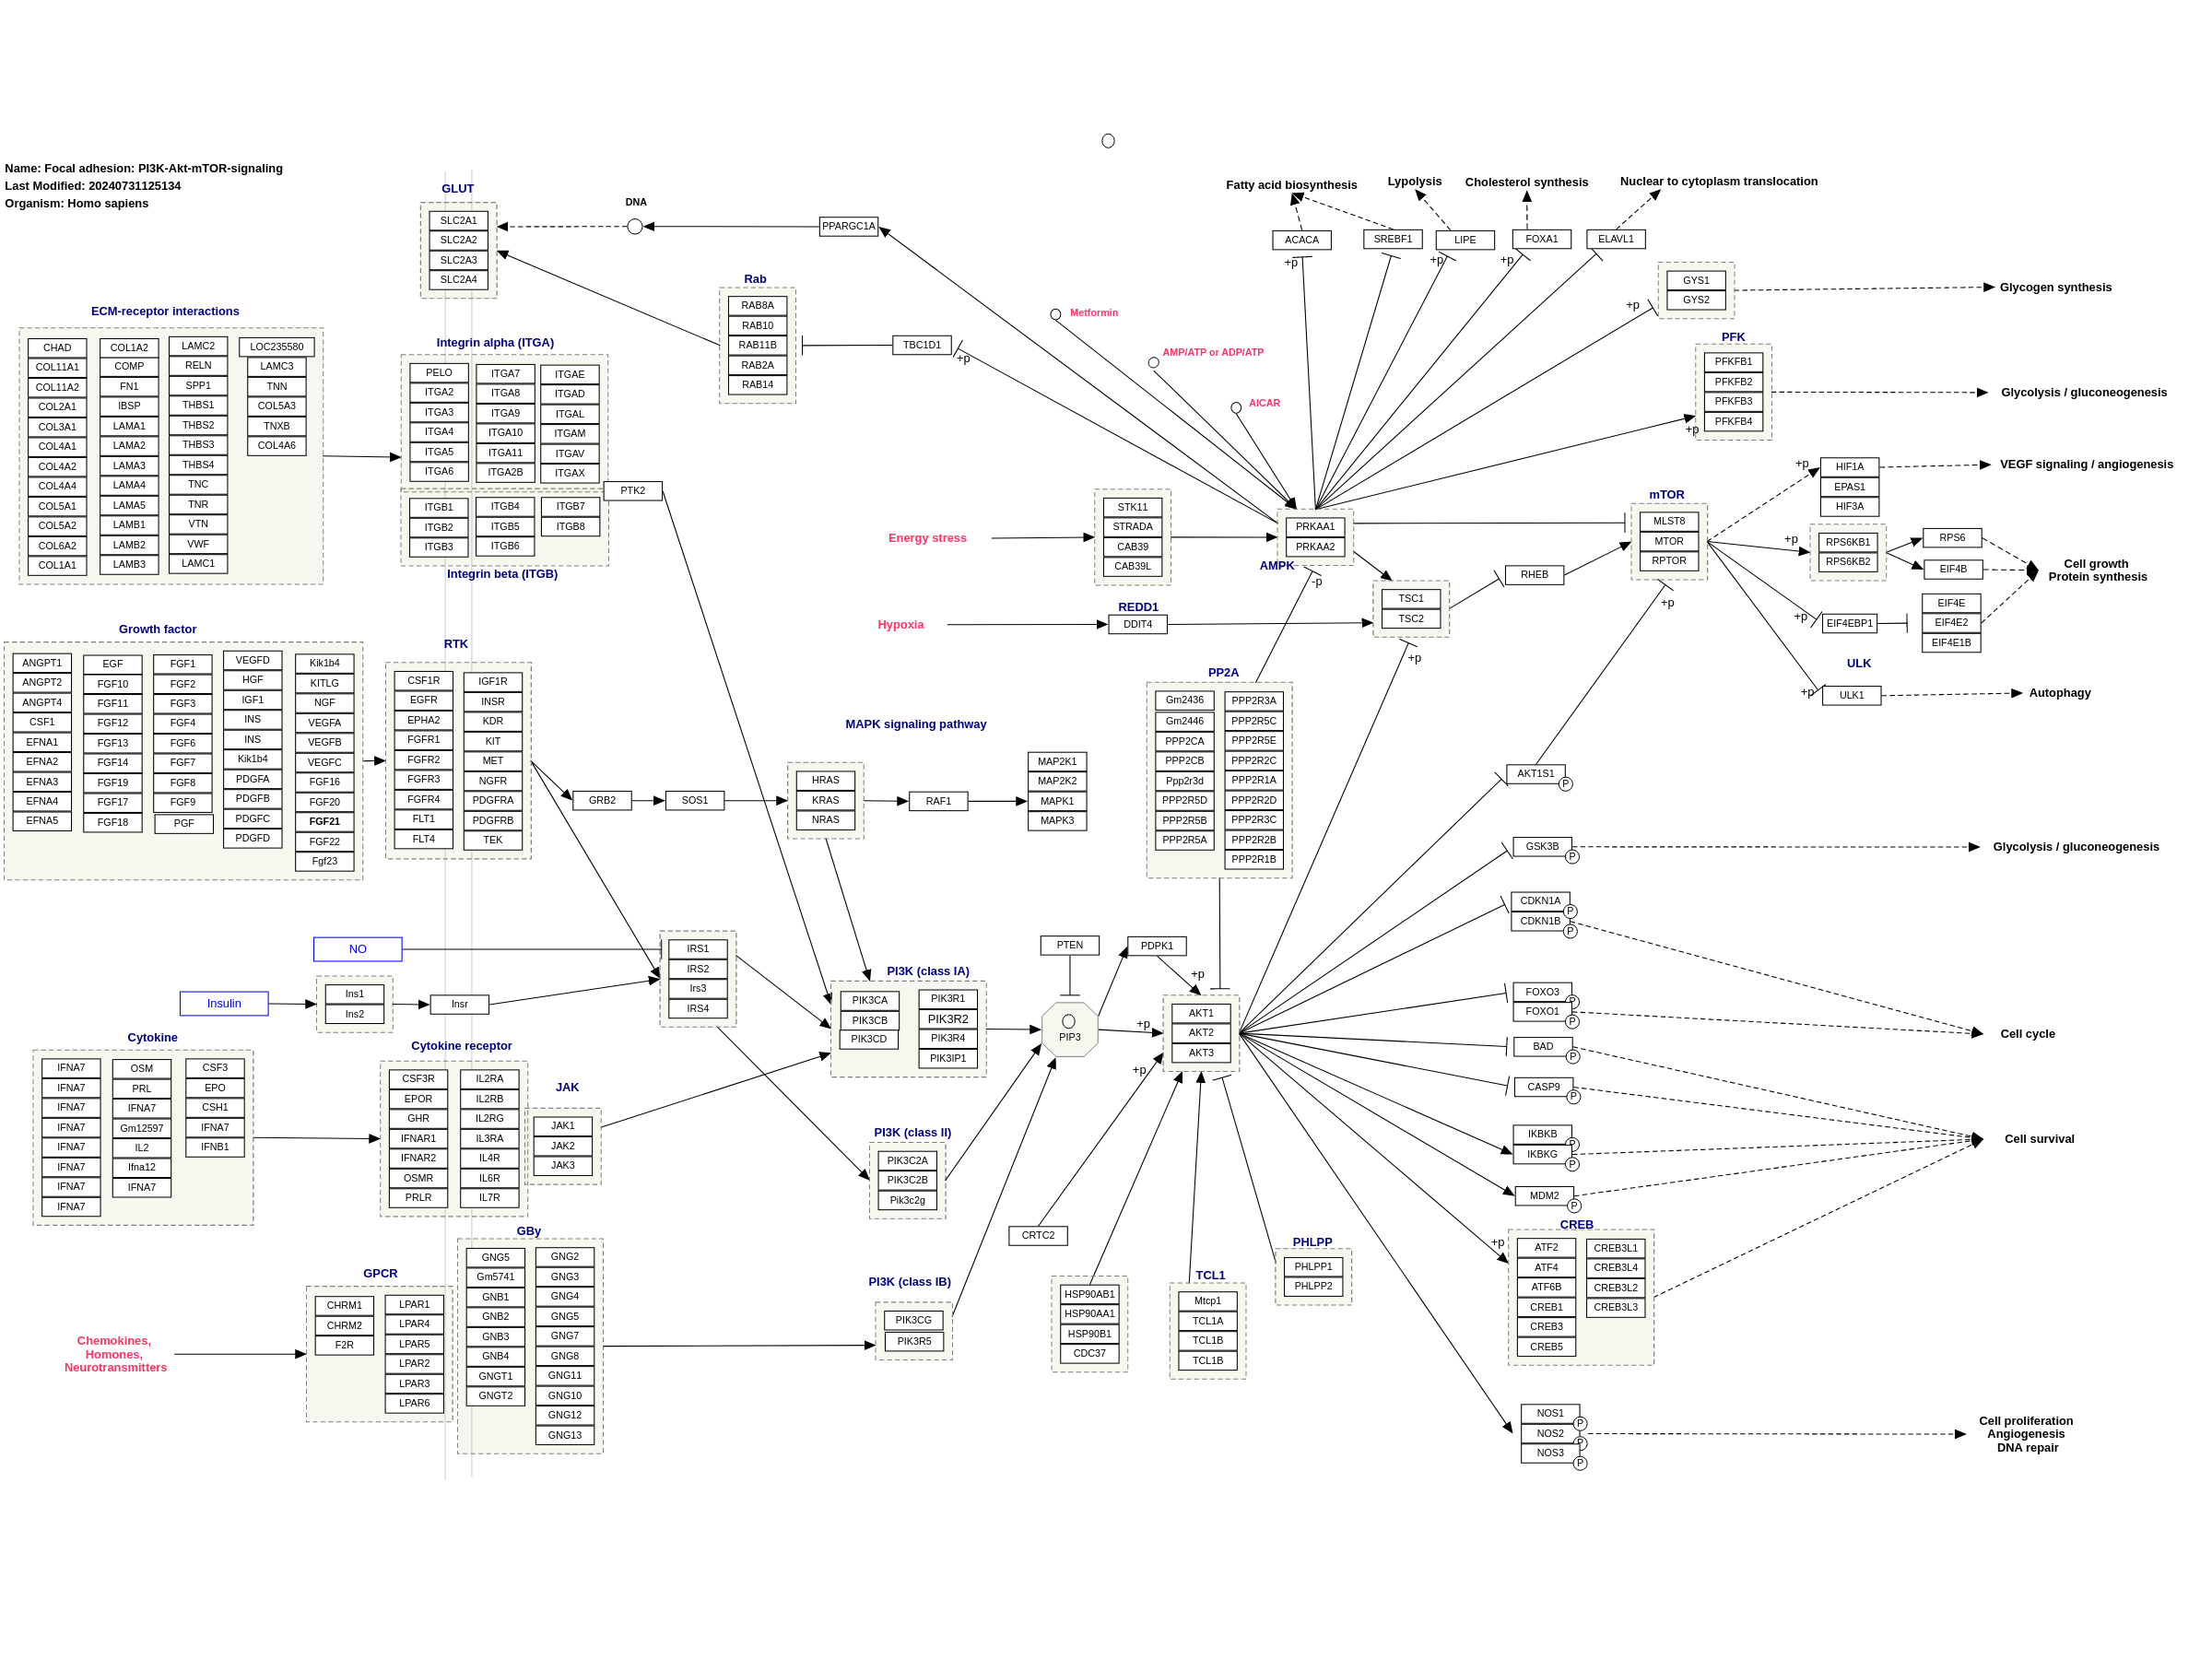 Name: Focal adhesion: PI3K-Akt-mTOR-signaling
Last Modified: 20240731125134
Organism: Homo sapiens
GLUT
SLC2A1
SLC2A2
SLC2A3
SLC2A4
DNA
PPARGC1A
Rab
RAB8A
RAB10
RAB11B
RAB2A
RAB14
TBC1D1
+p
Metformin
AMP/ATP or ADP/ATP
AICAR
Fatty acid biosynthesis
Lypolysis
Cholesterol synthesis
Nuclear to cytoplasm translocation
ACACA
SREBF1
LIPE
FOXA1
ELAVL1
+p
+p
+p
GYS1
GYS2
+p
Glycogen synthesis
PFK
PFKFB1
PFKFB2
PFKFB3
PFKFB4
+p
Glycolysis / gluconeogenesis
ECM-receptor interactions
CHAD
COL11A1
COL11A2
COL2A1
COL3A1
COL4A1
COL4A2
COL4A4
COL5A1
COL5A2
COL6A2
COL1A1
COL1A2
COMP
FN1
IBSP
LAMA1
LAMA2
LAMA3
LAMA4
LAMA5
LAMB1
LAMB2
LAMB3
LAMC2
RELN
SPP1
THBS1
THBS2
THBS3
THBS4
TNC
TNR
VTN
VWF
LAMC1
LOC235580
LAMC3
TNN
COL5A3
TNXB
COL4A6
Integrin alpha (ITGA)
PELO
ITGA2
ITGA3
ITGA4
ITGA5
ITGA6
ITGA7
ITGA8
ITGA9
ITGA10
ITGA11
ITGA2B
ITGAE
ITGAD
ITGAL
ITGAM
ITGAV
ITGAX
PTK2
ITGB1
ITGB2
ITGB3
ITGB4
ITGB5
ITGB6
ITGB7
ITGB8
Integrin beta (ITGB)
Energy stress
STK11
STRADA
CAB39
CAB39L
PRKAA1
PRKAA2
AMPK
-p
mTOR
MLST8
MTOR
RPTOR
+p
+p
HIF1A
EPAS1
HIF3A
VEGF signaling / angiogenesis
+p
RPS6KB1
RPS6KB2
RPS6
EIF4B
Cell growth
Protein synthesis
+p
EIF4EBP1
EIF4E
EIF4E2
EIF4E1B
ULK
+p
ULK1
Autophagy
RHEB
TSC1
TSC2
+p
Hypoxia
REDD1
DDIT4
Growth factor
ANGPT1
ANGPT2
ANGPT4
CSF1
EFNA1
EFNA2
EFNA3
EFNA4
EFNA5
EGF
FGF10
FGF11
FGF12
FGF13
FGF14
FGF19
FGF17
FGF18
FGF1
FGF2
FGF3
FGF4
FGF6
FGF7
FGF8
FGF9
PGF
VEGFD
HGF
IGF1
INS
INS
Kik1b4
PDGFA
PDGFB
PDGFC
PDGFD
Kik1b4
KITLG
NGF
VEGFA
VEGFB
VEGFC
FGF16
FGF20
FGF21
FGF22
Fgf23
RTK
CSF1R
EGFR
EPHA2
FGFR1
FGFR2
FGFR3
FGFR4
FLT1
FLT4
IGF1R
INSR
KDR
KIT
MET
NGFR
PDGFRA
PDGFRB
TEK
GRB2
SOS1
MAPK signaling pathway
HRAS
KRAS
NRAS
RAF1
MAP2K1
MAP2K2
MAPK1
MAPK3
PP2A
Gm2436
Gm2446
PPP2CA
PPP2CB
Ppp2r3d
PPP2R5D
PPP2R5B
PPP2R5A
PPP2R3A
PPP2R5C
PPP2R5E
PPP2R2C
PPP2R1A
PPP2R2D
PPP2R3C
PPP2R2B
PPP2R1B
AKT1S1
P
GSK3B
P
Glycolysis / gluconeogenesis
CDKN1A
P
CDKN1B
P
NO
Insulin
Ins1
Ins2
Insr
IRS1
IRS2
Irs3
IRS4
PI3K (class IA)
PIK3CA
PIK3CB
PIK3CD
PIK3R1
PIK3R2
PIK3R4
PIK3IP1
PTEN
PDPK1
PIP3
+p
+p
+p
AKT1
AKT2
AKT3
FOXO3
P
FOXO1
P
Cell cycle
BAD
P
CASP9
P
IKBKB
P
IKBKG
P
Cell survival
MDM2
P
Cytokine
IFNA7
IFNA7
IFNA7
IFNA7
IFNA7
IFNA7
IFNA7
IFNA7
OSM
PRL
IFNA7
Gm12597
IL2
Ifna12
IFNA7
CSF3
EPO
CSH1
IFNA7
IFNB1
Cytokine receptor
CSF3R
EPOR
GHR
IFNAR1
IFNAR2
OSMR
PRLR
IL2RA
IL2RB
IL2RG
IL3RA
IL4R
IL6R
IL7R
JAK
JAK1
JAK2
JAK3
PI3K (class II)
PIK3C2A
PIK3C2B
Pik3c2g
CRTC2
GBy
GNG5
Gm5741
GNB1
GNB2
GNB3
GNB4
GNGT1
GNGT2
GNG2
GNG3
GNG4
GNG5
GNG7
GNG8
GNG11
GNG10
GNG12
GNG13
GPCR
CHRM1
CHRM2
F2R
LPAR1
LPAR4
LPAR5
LPAR2
LPAR3
LPAR6
Chemokines,
Homones,
Neurotransmitters
PI3K (class IB)
PIK3CG
PIK3R5
HSP90AB1
HSP90AA1
HSP90B1
CDC37
TCL1
Mtcp1
TCL1A
TCL1B
TCL1B
PHLPP
PHLPP1
PHLPP2
CREB
+p
ATF2
ATF4
ATF6B
CREB1
CREB3
CREB5
CREB3L1
CREB3L4
CREB3L2
CREB3L3
NOS1
P
NOS2
P
NOS3
P
Cell proliferation
Angiogenesis
DNA repair